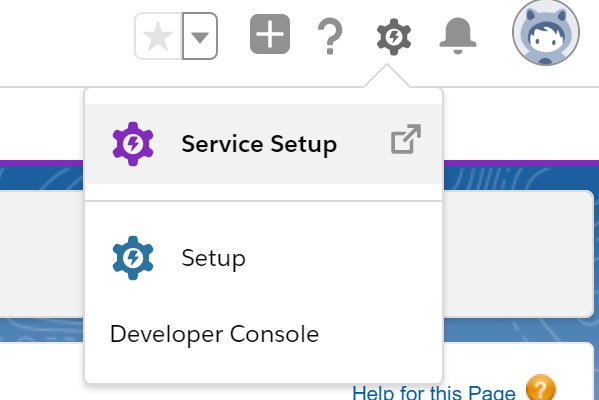 Service Setup
Setup
Developer Console
Help for this Page